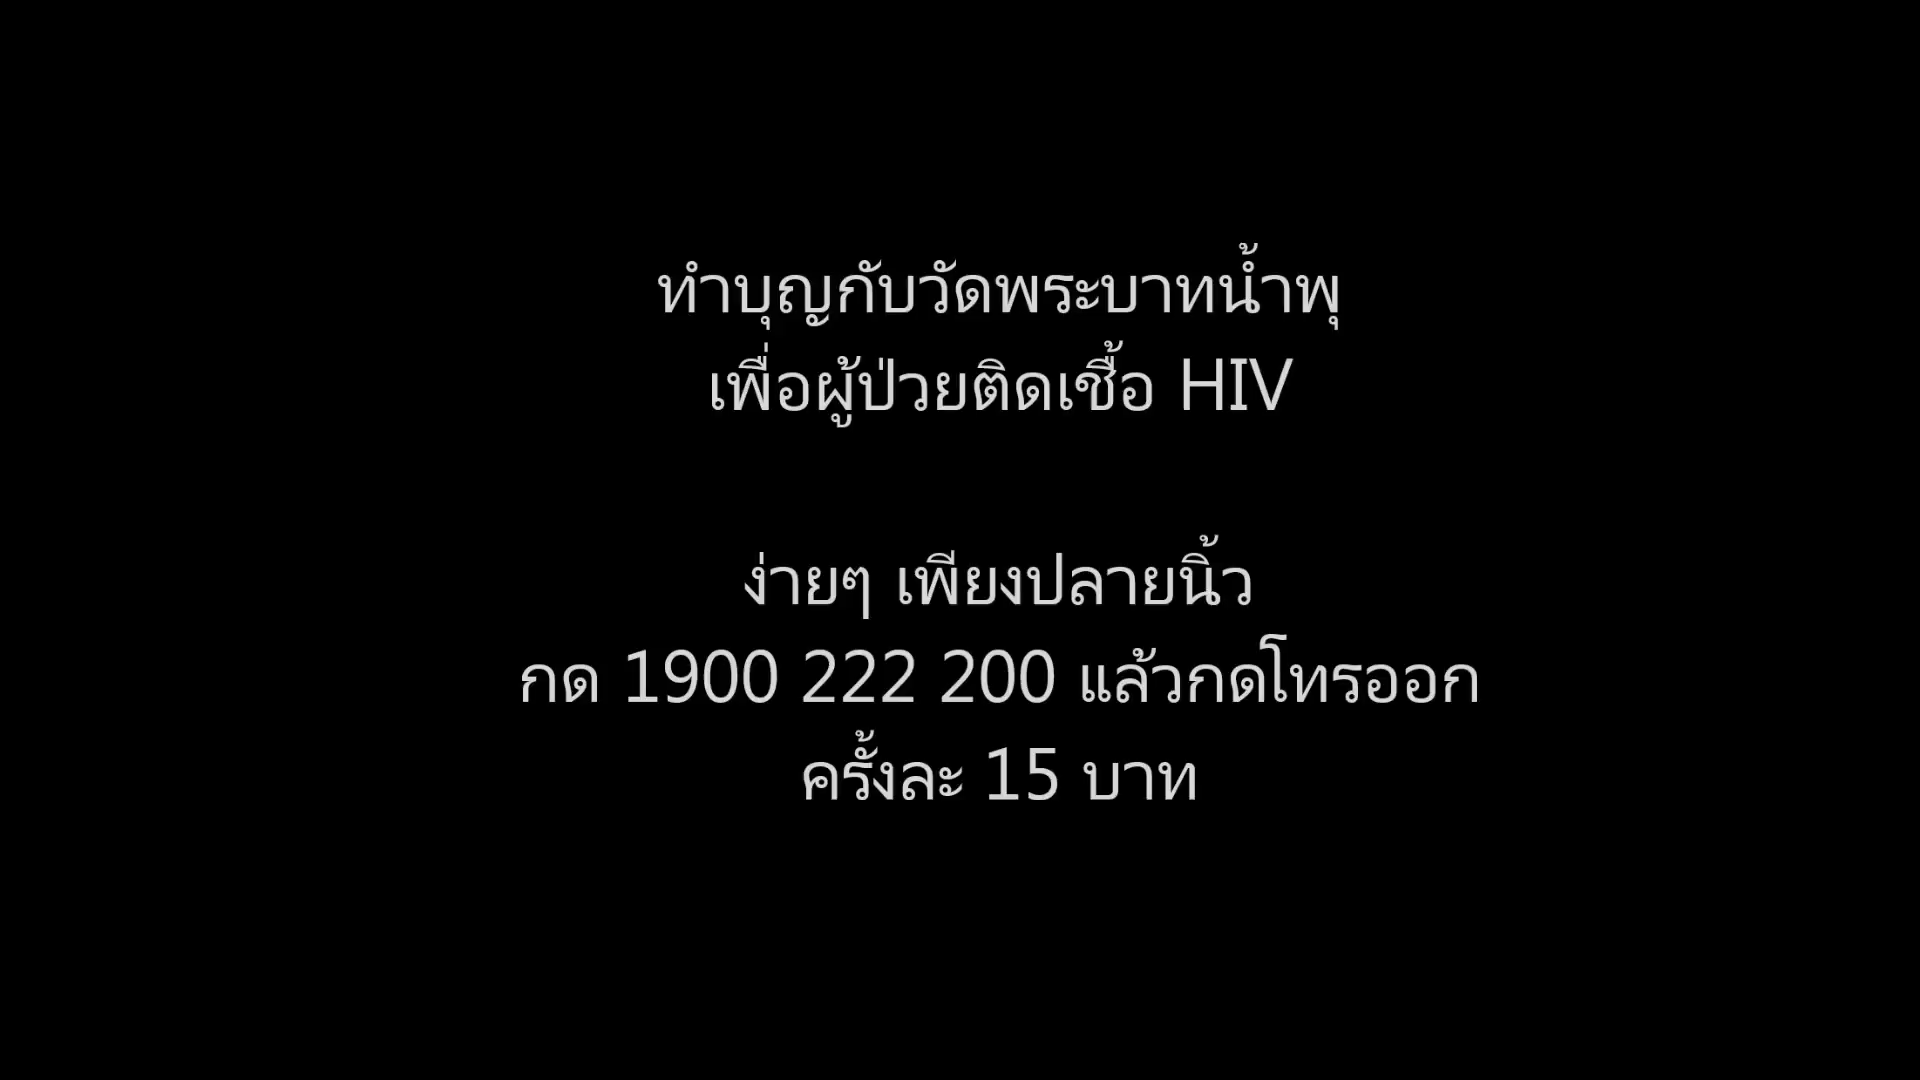 ทำบุญกับวัดพระบาทน้ำพุ
เพื่อผู้ป่วยติดเชื้อ HIV
ง่ายๆ เพียงปลายนิ้ว
กด 1900 222 200 แล้วกดโทรออก
ครั้งละ 15 บาท